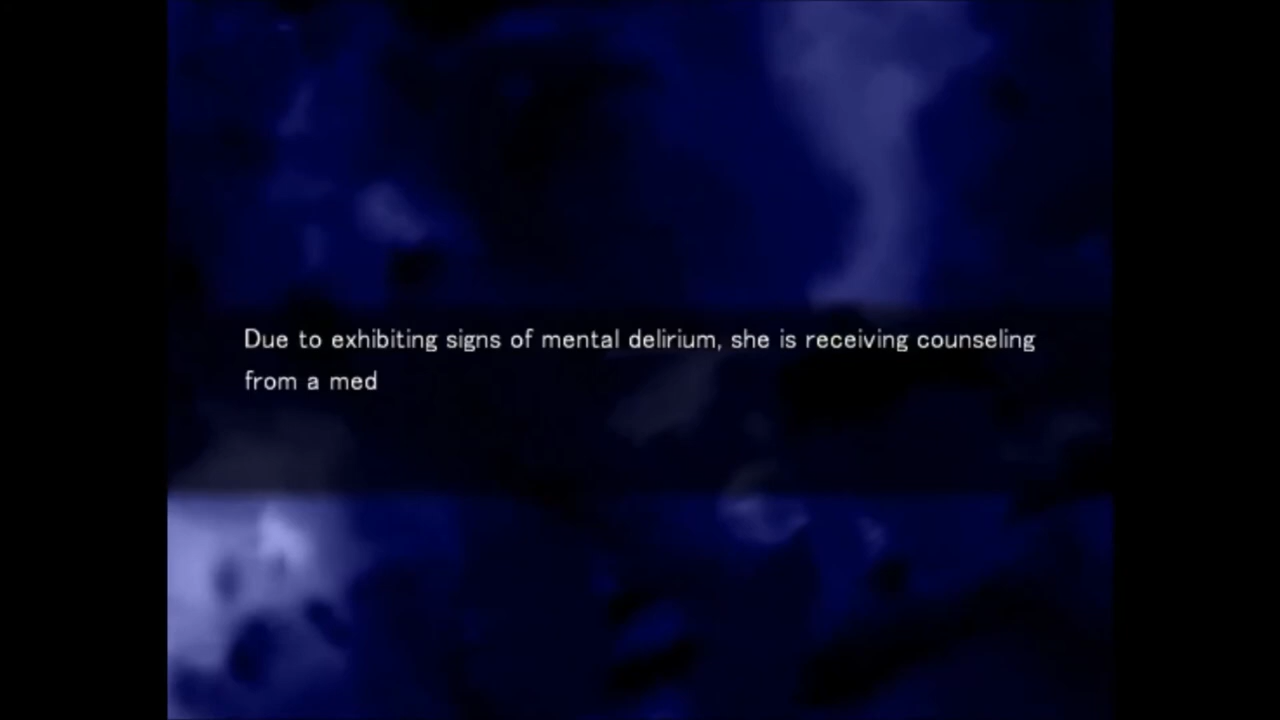 Due to exhibiting signs of mental delirium, she is receiving counseling
from a med